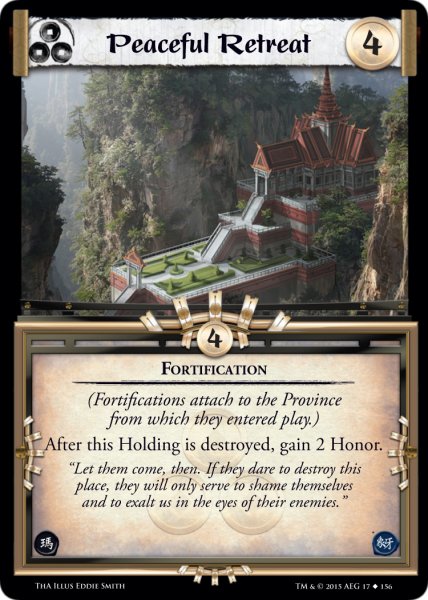 Peaceful Retreat
4
4
Fortification
(Fortifications attach to the Province
from which they entered play.)
After this Holding is destroyed, gain 2 Honor.
“Let them come, then. If they dare to destroy this
place, they will only serve to shame themselves
and to exalt us in the eyes of their enemies.”
瑪
牙
ThA Illus Eddie Smith
TM & © 2015 AEG 17 ◆ 156